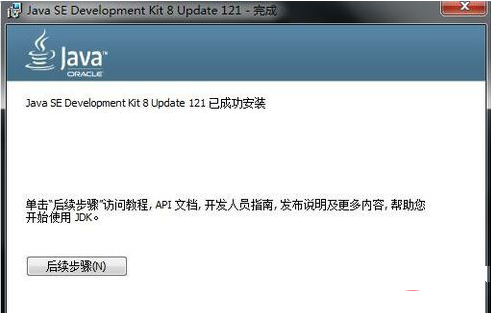 Java SE Development Kit 8 Update 121 - 完成
Java
ORACLE
Java SE Development Kit 8 Update 121 已成功安装
单击“后续步骤”访问教程, API 文档, 开发人员指南, 发布说明及更多内容, 帮助您
开始使用 JDK。
后续步骤(N)